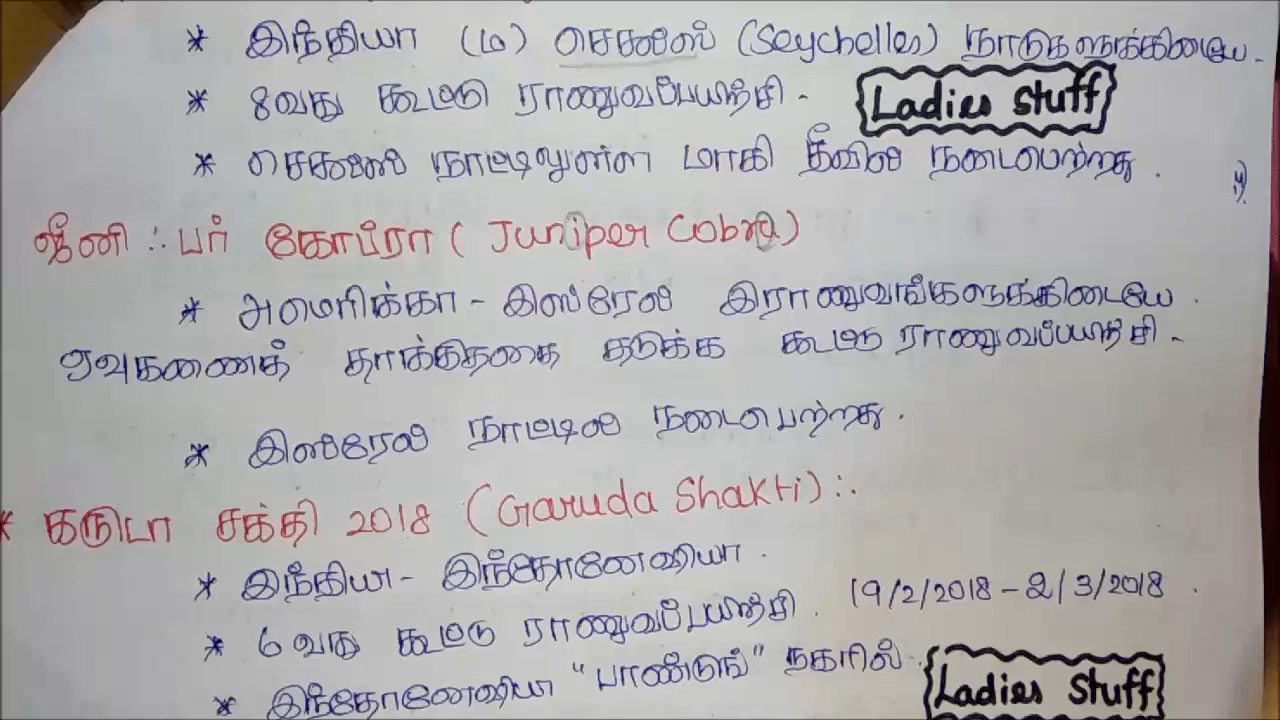 * இந்தியா (ம) செசல்ஸ் (Seychelles) நாடுகளுக்கிடையே.
* 8வது கூட்டு ராணுவப்பயிற்சி.
Ladies Stuff
* செசல்ஸ் நாட்டிலுள்ள மாகி தீவில் நடைபெற்றது.
ஜீனிஃபர் கோப்ரா (Juniper Cobra)
* அமெரிக்கா - இஸ்ரேல் இராணுவங்களுக்கிடையே.
ஏவுகணைத் தாக்குதலை தடுக்க கூட்டு ராணுவப்பயிற்சி.
* இஸ்ரேல் நாட்டில் நடைபெற்றது.
* கருடா சக்தி 2018 (Garuda Shakti):.
* இந்தியா - இந்தோனேஷியா.
* 6வது கூட்டு ராணுவப்பயிற்சி. 19/2/2018 - 2/3/2018.
* இந்தோனேஷியா "பாண்டுங்" நகரில்.
Ladies Stuff